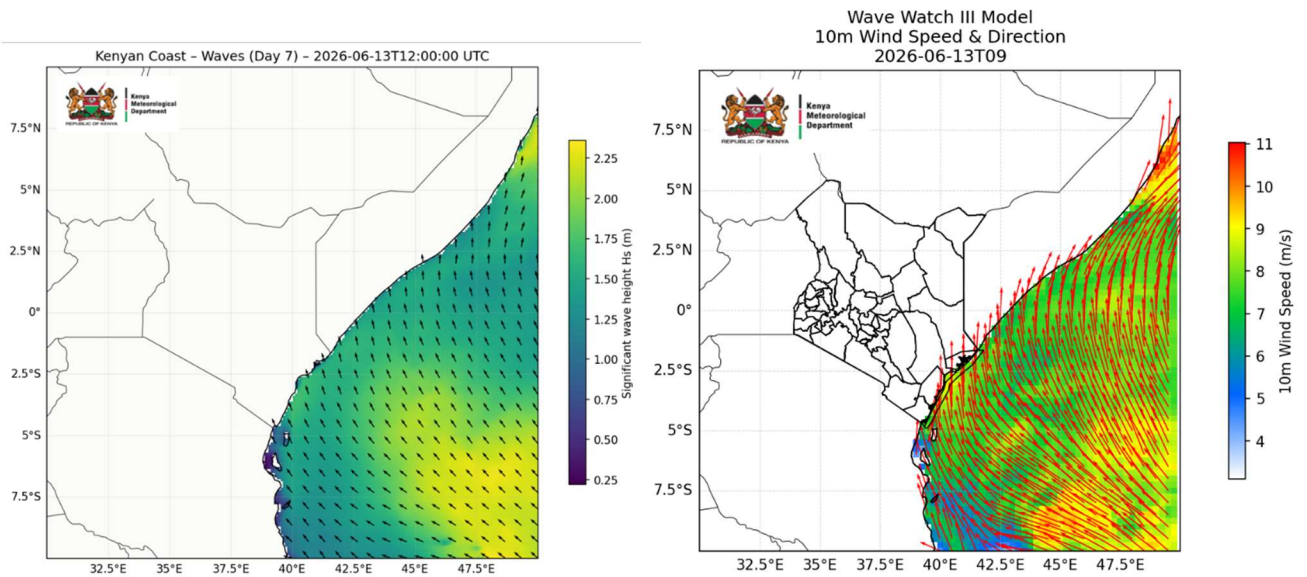 Kenyan Coast – Waves (Day 7) – 2026-06-13T12:00:00 UTC
Kenya
Meteorological
Department
REPUBLIC OF KENYA
7.5°N
5°N
2.5°N
0°
2.5°S
5°S
7.5°S
32.5°E 35°E 37.5°E 40°E 42.5°E 45°E 47.5°E
2.25
2.00
1.75
1.50
1.25
1.00
0.75
0.50
0.25
Significant wave height Hs (m)
Wave Watch III Model
10m Wind Speed & Direction
2026-06-13T09
Kenya
Meteorological
Department
REPUBLIC OF KENYA
7.5°N
5°N
2.5°N
0°
2.5°S
5°S
7.5°S
32.5°E 35°E 37.5°E 40°E 42.5°E 45°E 47.5°E
11
10
9
8
7
6
5
4
10m Wind Speed (m/s)